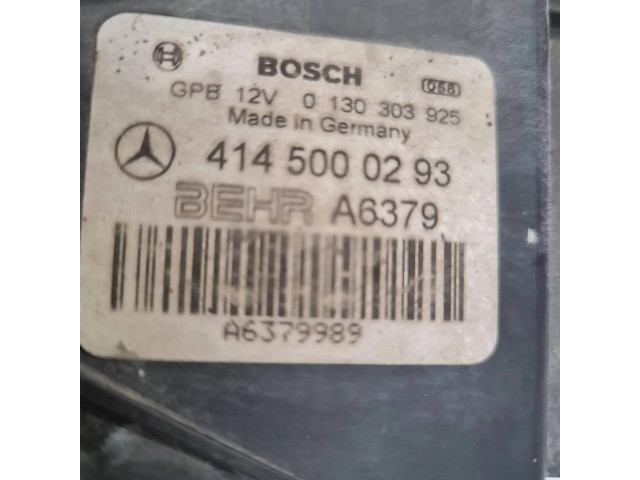 BOSCH
GPB 12V 0 130 303 925
Made in Germany
414 500 02 93
BEHR A6379
A6379989